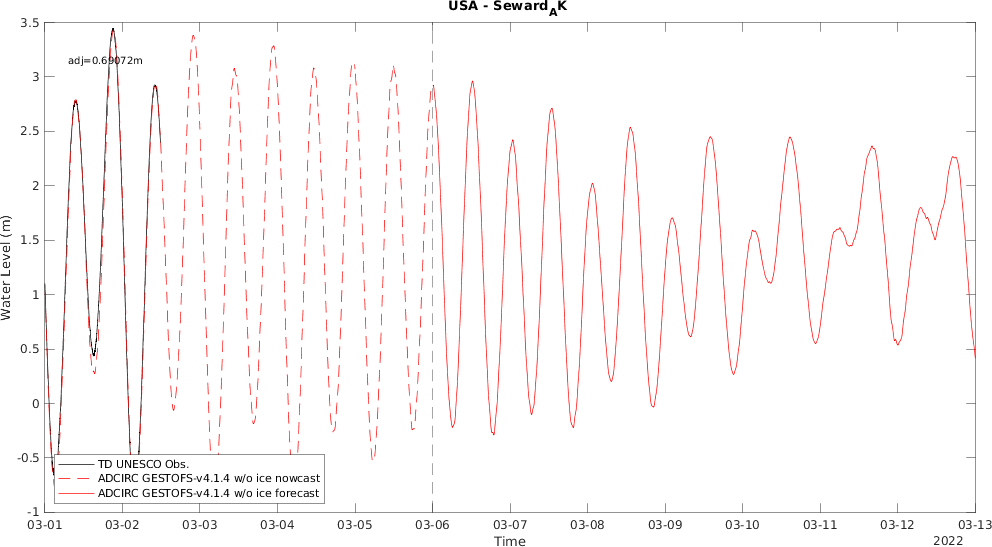 USA - Seward_AK
3.5
adj=0.69072m
3
2.5
2
1.5
1
0.5
0
-0.5
-1
Water Level (m)
TD UNESCO Obs.
ADCIRC GESTOFS-v4.1.4 w/o ice nowcast
ADCIRC GESTOFS-v4.1.4 w/o ice forecast
03-01 03-02 03-03 03-04 03-05 03-06 03-07 03-08 03-09 03-10 03-11 03-12 03-13
Time
2022